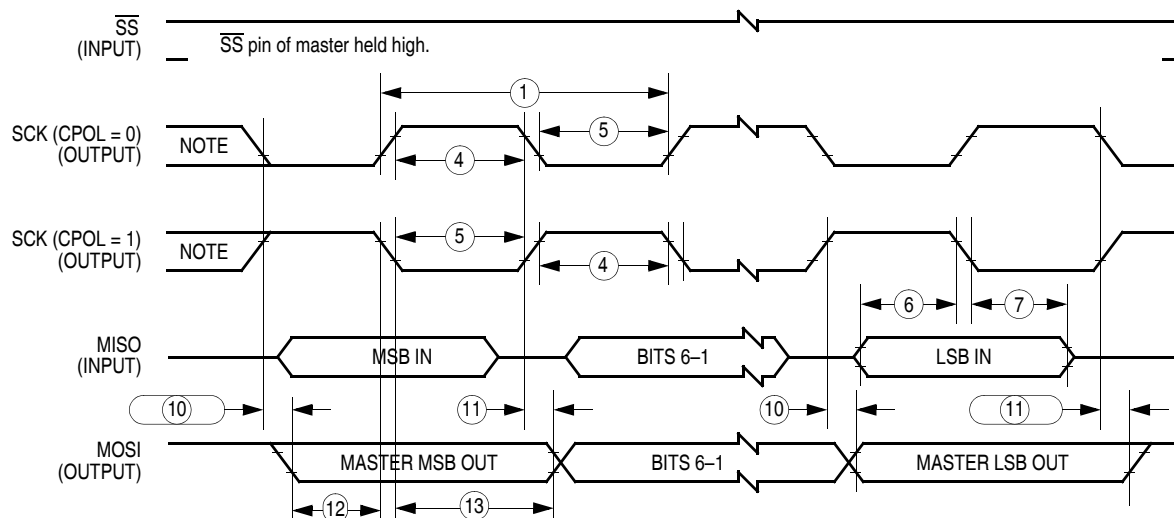 SS
(INPUT)
SS pin of master held high.
1
SCK (CPOL = 0)
(OUTPUT)
NOTE
5
4
SCK (CPOL = 1)
(OUTPUT)
NOTE
5
4
6
7
MISO
(INPUT)
MSB IN
BITS 6–1
LSB IN
10
11
10
11
MOSI
(OUTPUT)
MASTER MSB OUT
BITS 6–1
MASTER LSB OUT
12
13